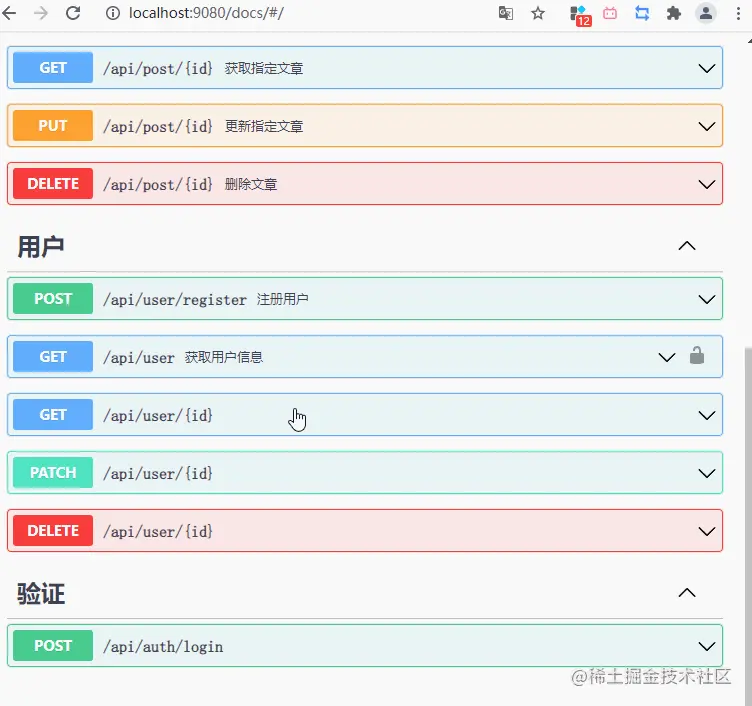 localhost:9080/docs/#/
12
GET /api/post/{id} 获取指定文章
PUT /api/post/{id} 更新指定文章
DELETE /api/post/{id} 删除文章
用户
POST /api/user/register 注册用户
GET /api/user 获取用户信息
GET /api/user/{id}
PATCH /api/user/{id}
DELETE /api/user/{id}
验证
POST /api/auth/login
@稀土掘金技术社区